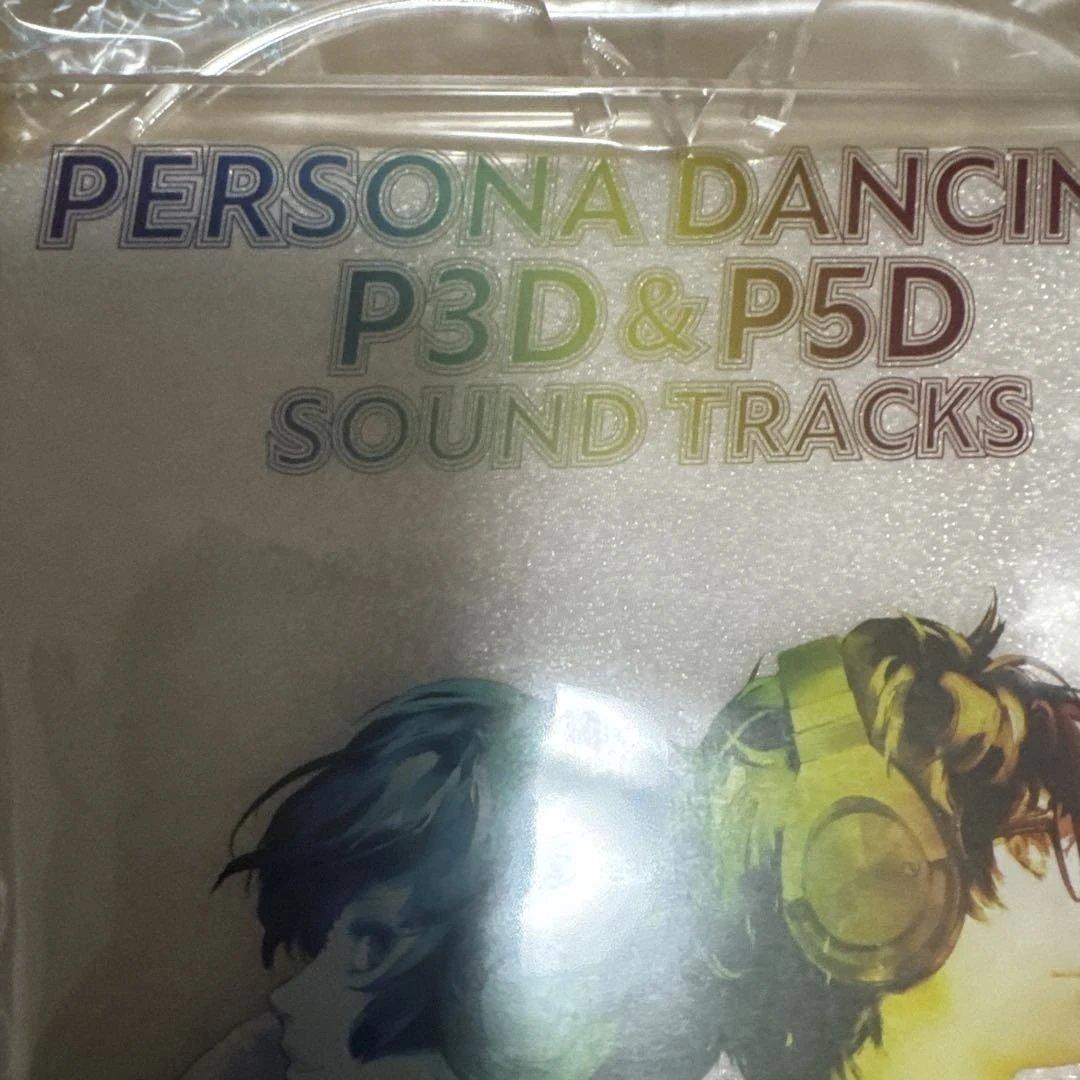 PERSONA DANCIN
P3D & P5D
SOUND TRACKS